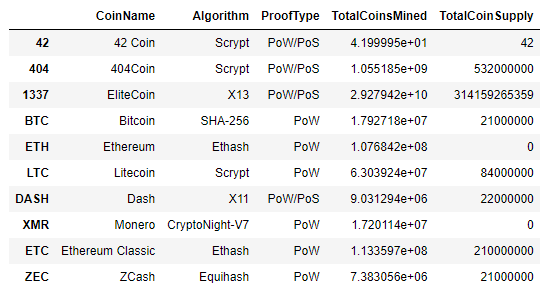 CoinName Algorithm ProofType TotalCoinsMined TotalCoinSupply
42 42 Coin Scrypt PoW/PoS 4.199995e+01 42
404 404Coin Scrypt PoW/PoS 1.055185e+09 532000000
1337 EliteCoin X13 PoW/PoS 2.927942e+10 314159265359
BTC Bitcoin SHA-256 PoW 1.792718e+07 21000000
ETH Ethereum Ethash PoW 1.076842e+08 0
LTC Litecoin Scrypt PoW 6.303924e+07 84000000
DASH Dash X11 PoW/PoS 9.031294e+06 22000000
XMR Monero CryptoNight-V7 PoW 1.720114e+07 0
ETC Ethereum Classic Ethash PoW 1.133597e+08 210000000
ZEC ZCash Equihash PoW 7.383056e+06 21000000